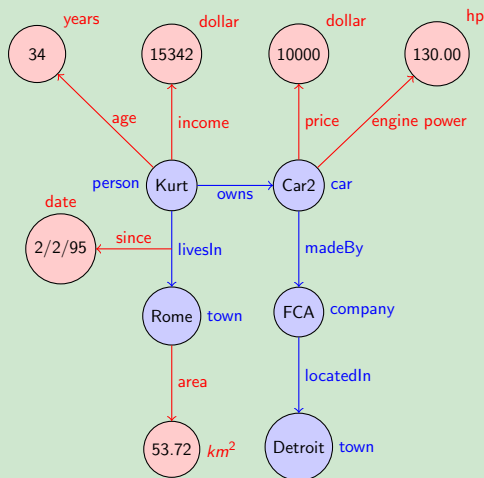 years
dollar
dollar
hp
34
15342
10000
130.00
age
income
price
engine power
person
Kurt
owns
Car2
car
date
since
2/2/95
livesIn
madeBy
Rome
town
FCA
company
area
locatedIn
53.72
km²
Detroit
town